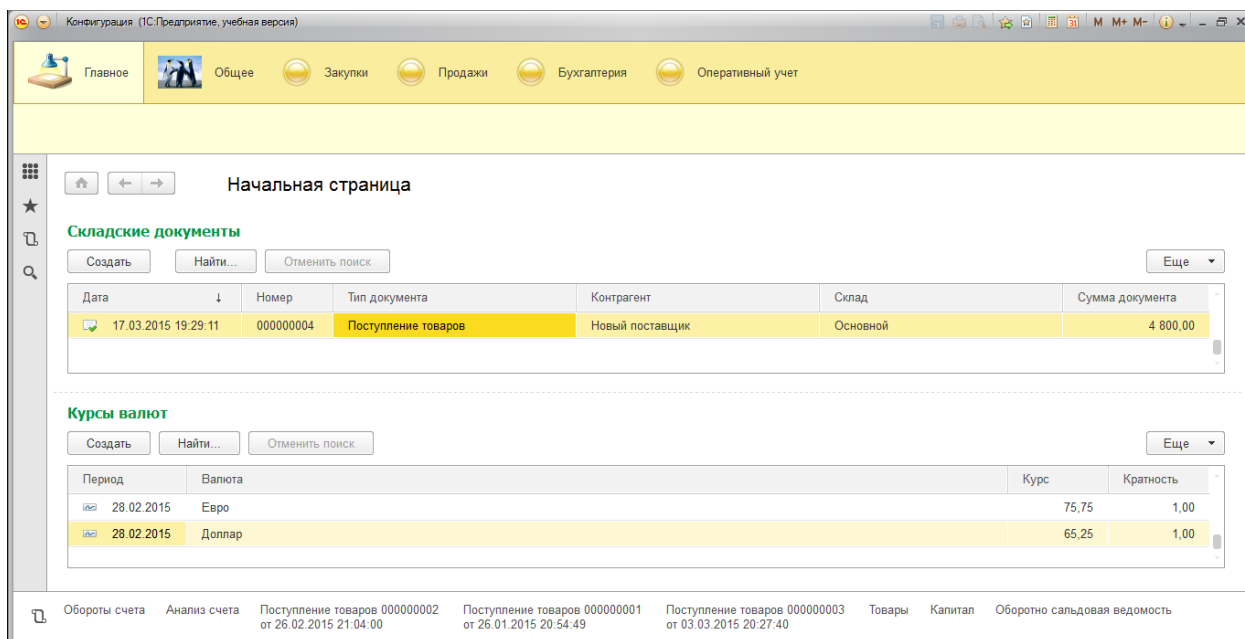 1С Конфигурация (1С:Предприятие, учебная версия) 31 M M+ M-
Главное Общее Закупки Продажи Бухгалтерия Оперативный учет
Начальная страница
Складские документы
Создать Найти... Отменить поиск Еще
Дата ↓ Номер Тип документа Контрагент Склад Сумма документа
17.03.2015 19:29:11 000000004 Поступление товаров Новый поставщик Основной 4 800,00
Курсы валют
Создать Найти... Отменить поиск Еще
Период Валюта Курс Кратность
28.02.2015 Евро 75,75 1,00
28.02.2015 Доллар 65,25 1,00
Обороты счета Анализ счета Поступление товаров 000000002 Поступление товаров 000000001 Поступление товаров 000000003 Товары Капитал Оборотно сальдовая ведомость
от 26.02.2015 21:04:00 от 26.01.2015 20:54:49 от 03.03.2015 20:27:40